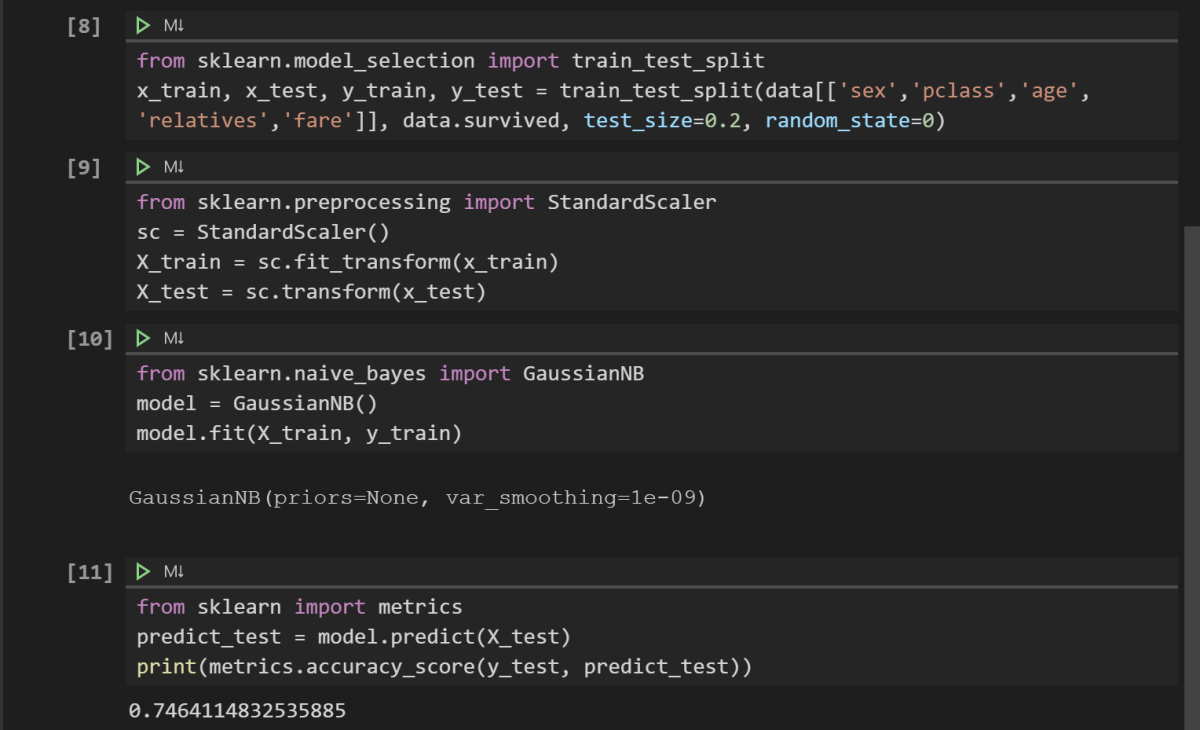 [8] M↓
from sklearn.model_selection import train_test_split
x_train, x_test, y_train, y_test = train_test_split(data[['sex','pclass','age',
'relatives','fare']], data.survived, test_size=0.2, random_state=0)
[9] M↓
from sklearn.preprocessing import StandardScaler
sc = StandardScaler()
X_train = sc.fit_transform(x_train)
X_test = sc.transform(x_test)
[10] M↓
from sklearn.naive_bayes import GaussianNB
model = GaussianNB()
model.fit(X_train, y_train)
GaussianNB(priors=None, var_smoothing=1e-09)
[11] M↓
from sklearn import metrics
predict_test = model.predict(X_test)
print(metrics.accuracy_score(y_test, predict_test))
0.7464114832535885